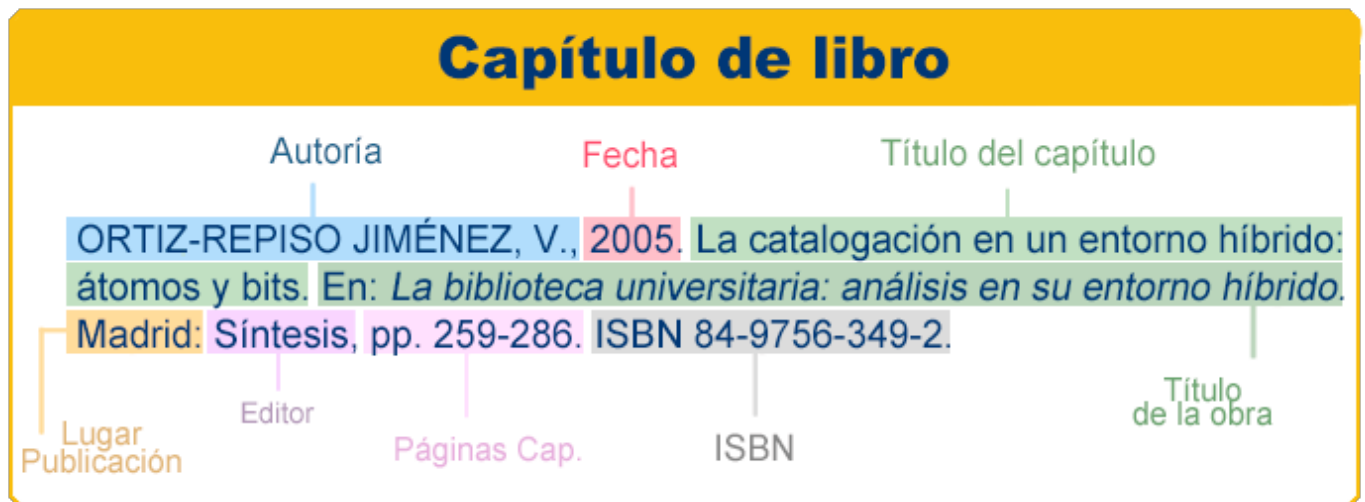 Capítulo de libro
Autoría
Fecha
Título del capítulo
ORTIZ-REPISO JIMÉNEZ, V., 2005. La catalogación en un entorno híbrido:
átomos y bits. En: La biblioteca universitaria: análisis en su entorno híbrido.
Madrid: Síntesis, pp. 259-286. ISBN 84-9756-349-2.
Lugar
Publicación
Editor
Páginas Cap.
ISBN
Título
de la obra